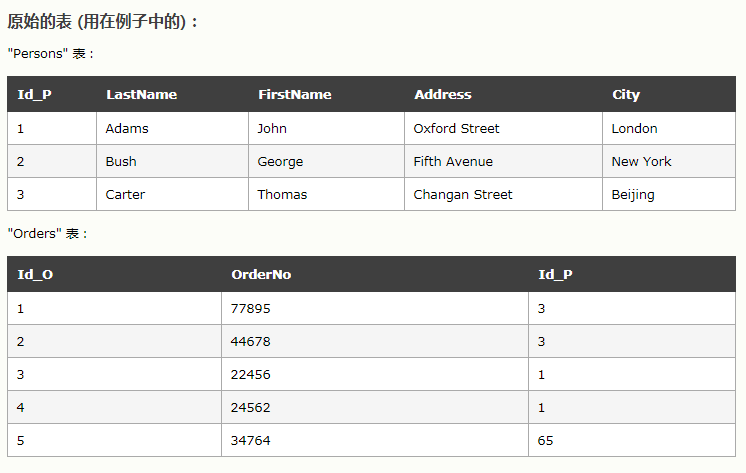 原始的表 (用在例子中的)：
"Persons" 表：
Id_P LastName FirstName Address City
1 Adams John Oxford Street London
2 Bush George Fifth Avenue New York
3 Carter Thomas Changan Street Beijing
"Orders" 表：
Id_O OrderNo Id_P
1 77895 3
2 44678 3
3 22456 1
4 24562 1
5 34764 65